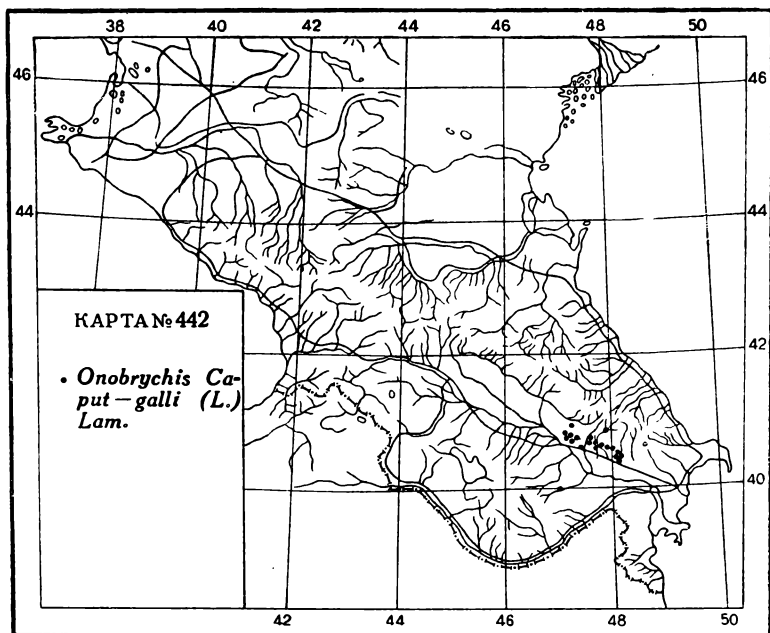 38 40 42 44 46 48 50
46 46
44 44
КАРТА № 442
• Onobrychis Ca-
put—galli (L.)
Lam.
42
40
42 44 46 48 50